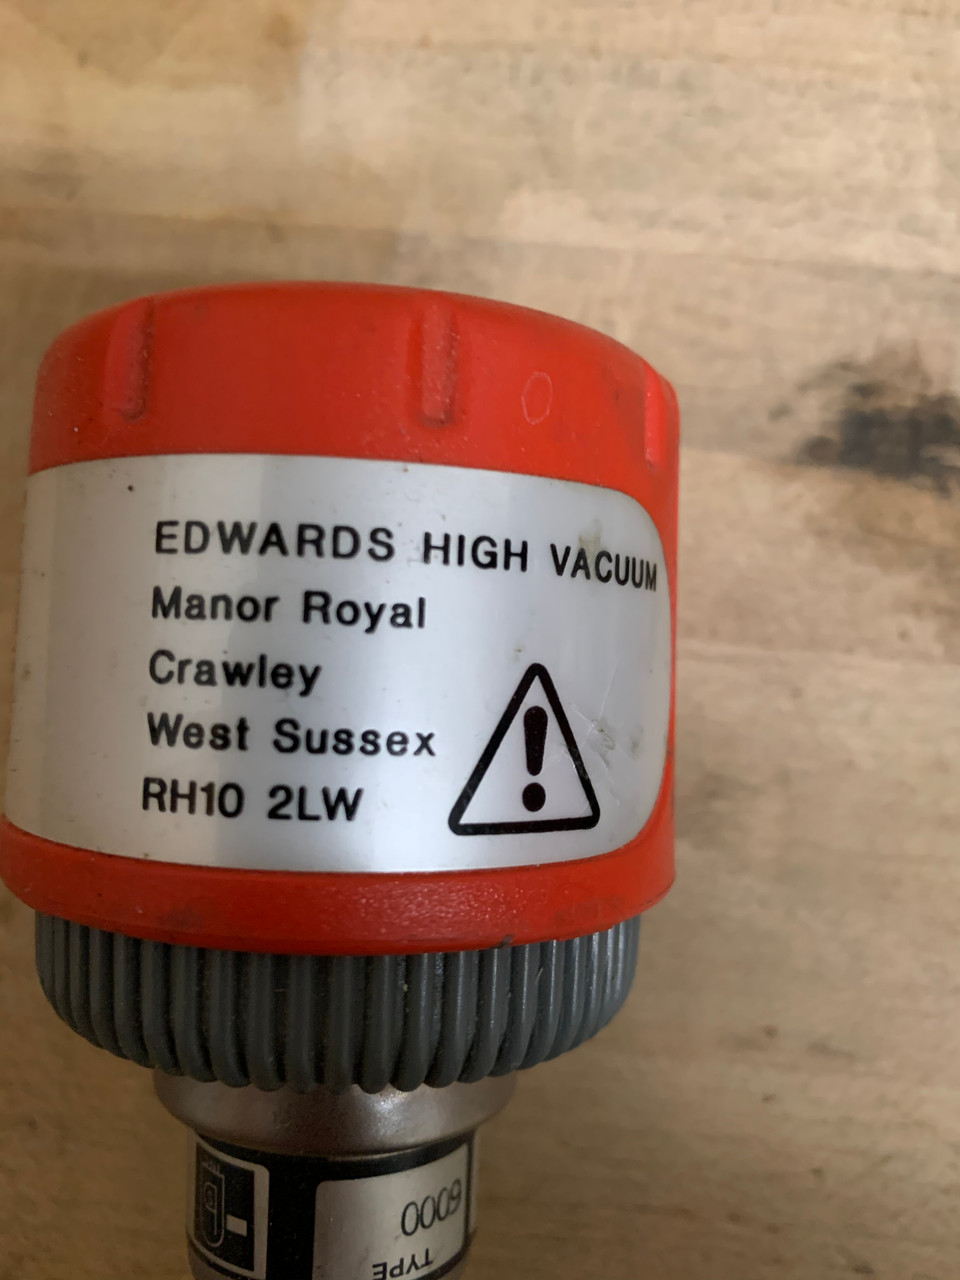 EDWARDS HIGH VACUUM
Manor Royal
Crawley
West Sussex
RH10 2LW
TYPE
6000